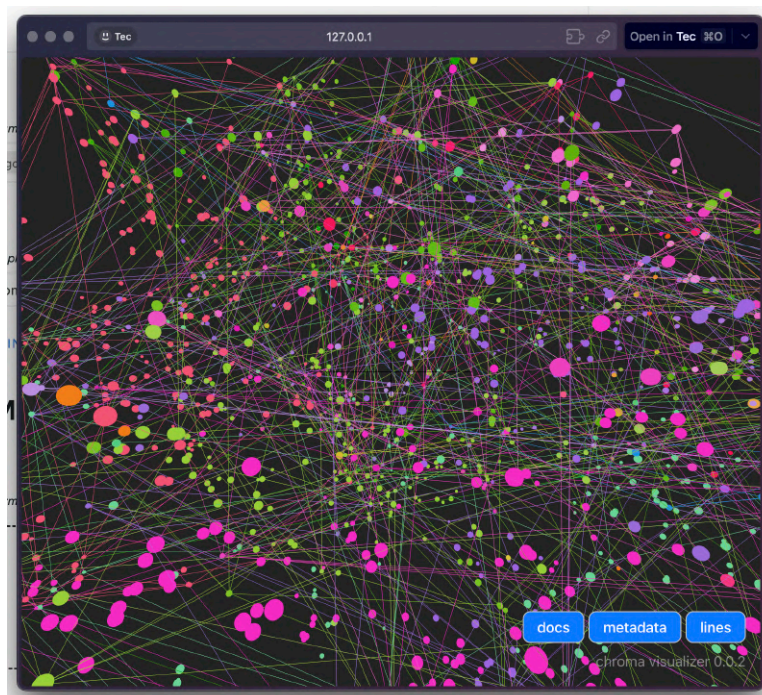 Tec
127.0.0.1
Open in Tec ⌘O
docs
metadata
lines
chroma visualizer 0.0.2